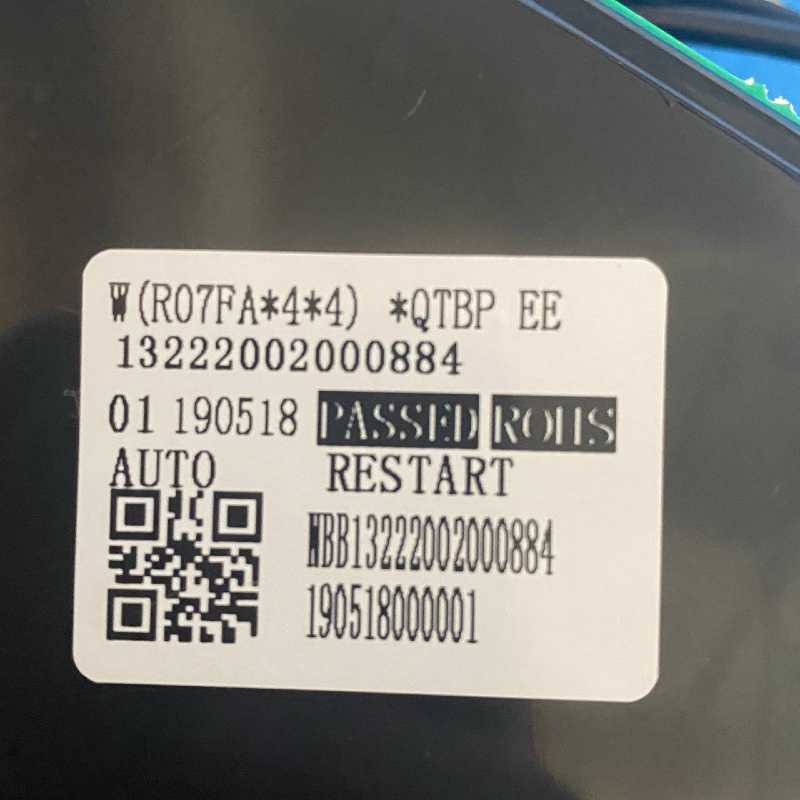 W(R07FA*4*4) *QTBP EE
13222002000884
01 190518 PASSED ROHS
AUTO RESTART
WBB13222002000884
190518000001